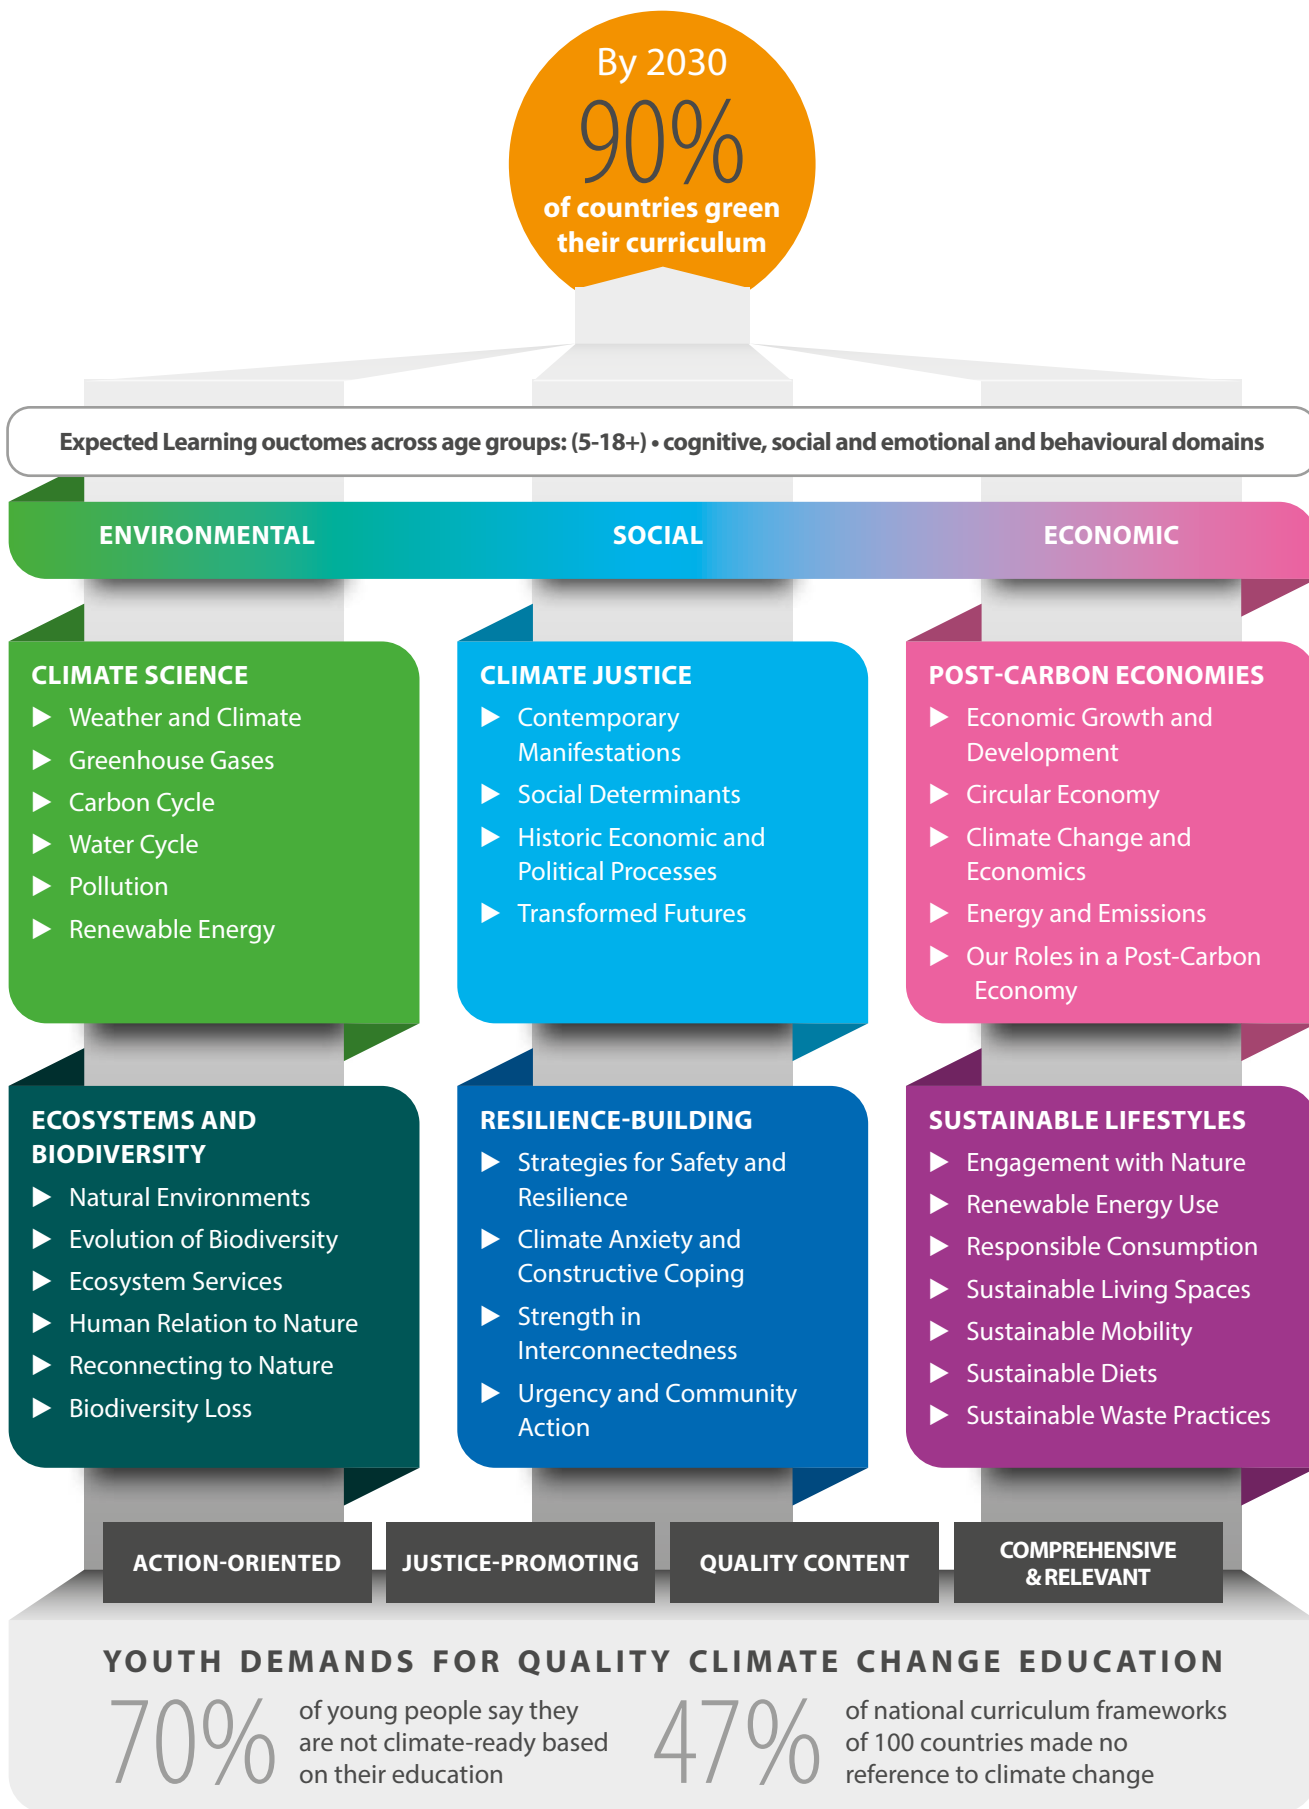 By 2030
90%
of countries green
their curriculum
Expected Learning ouctomes across age groups: (5-18+) • cognitive, social and emotional and behavioural domains
ENVIRONMENTAL
SOCIAL
ECONOMIC
CLIMATE SCIENCE
▶ Weather and Climate
▶ Greenhouse Gases
▶ Carbon Cycle
▶ Water Cycle
▶ Pollution
▶ Renewable Energy
CLIMATE JUSTICE
▶ Contemporary
Manifestations
▶ Social Determinants
▶ Historic Economic and
Political Processes
▶ Transformed Futures
POST-CARBON ECONOMIES
▶ Economic Growth and
Development
▶ Circular Economy
▶ Climate Change and
Economics
▶ Energy and Emissions
▶ Our Roles in a Post-Carbon
Economy
ECOSYSTEMS AND
BIODIVERSITY
▶ Natural Environments
▶ Evolution of Biodiversity
▶ Ecosystem Services
▶ Human Relation to Nature
▶ Reconnecting to Nature
▶ Biodiversity Loss
RESILIENCE-BUILDING
▶ Strategies for Safety and
Resilience
▶ Climate Anxiety and
Constructive Coping
▶ Strength in
Interconnectedness
▶ Urgency and Community
Action
SUSTAINABLE LIFESTYLES
▶ Engagement with Nature
▶ Renewable Energy Use
▶ Responsible Consumption
▶ Sustainable Living Spaces
▶ Sustainable Mobility
▶ Sustainable Diets
▶ Sustainable Waste Practices
ACTION-ORIENTED
JUSTICE-PROMOTING
QUALITY CONTENT
COMPREHENSIVE
& RELEVANT
YOUTH DEMANDS FOR QUALITY CLIMATE CHANGE EDUCATION
70%
of young people say they
are not climate-ready based
on their education
47%
of national curriculum frameworks
of 100 countries made no
reference to climate change